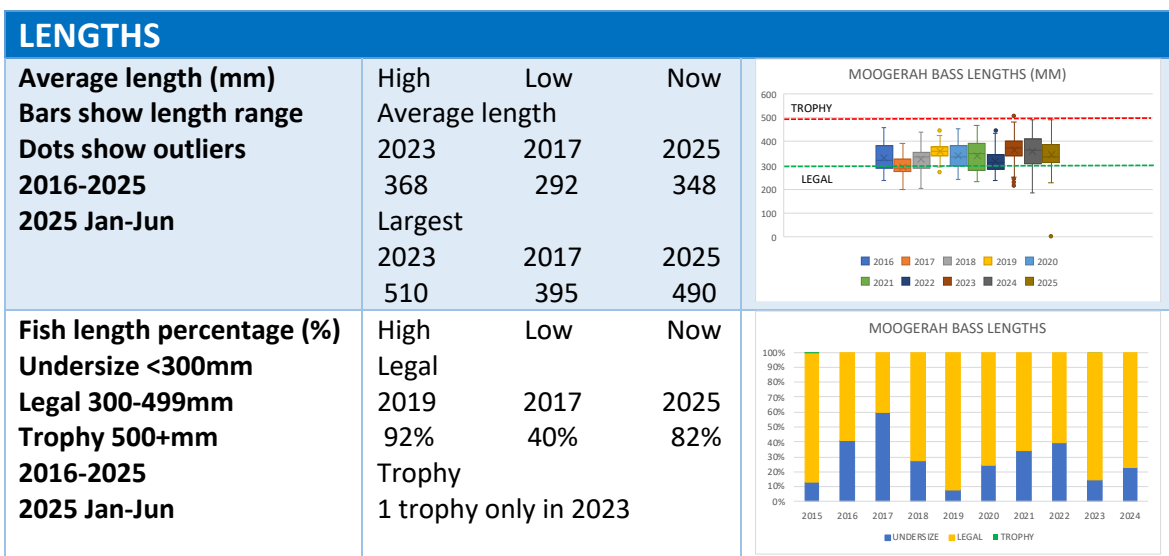 LENGTHS
Average length (mm)
Bars show length range
Dots show outliers
2016-2025
2025 Jan-Jun
High Low Now
Average length
2023 2017 2025
368 292 348
Largest
2023 2017 2025
510 395 490
MOOGERAH BASS LENGTHS (MM)
600
500
400
300
200
100
0
TROPHY
LEGAL
2016 2017 2018 2019 2020
2021 2022 2023 2024 2025
Fish length percentage (%)
Undersize <300mm
Legal 300-499mm
Trophy 500+mm
2016-2025
2025 Jan-Jun
High Low Now
Legal
2019 2017 2025
92% 40% 82%
Trophy
1 trophy only in 2023
MOOGERAH BASS LENGTHS
100%
90%
80%
70%
60%
50%
40%
30%
20%
10%
0%
2015 2016 2017 2018 2019 2020 2021 2022 2023 2024
UNDERSIZE LEGAL TROPHY